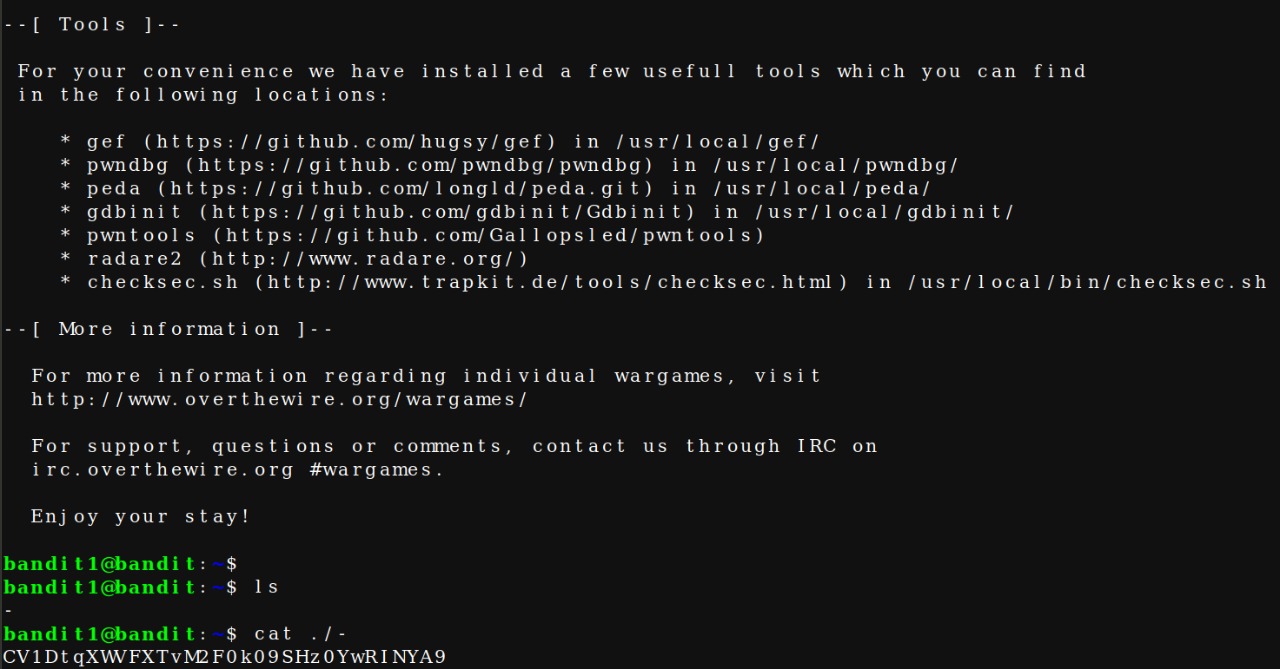 --[ Tools ]--
For your convenience we have installed a few usefull tools which you can find
in the following locations:
* gef (https://github.com/hugsy/gef) in /usr/local/gef/
* pwndbg (https://github.com/pwndbg/pwndbg) in /usr/local/pwndbg/
* peda (https://github.com/longld/peda.git) in /usr/local/peda/
* gdbinit (https://github.com/gdbinit/Gdbinit) in /usr/local/gdbinit/
* pwntools (https://github.com/Gallopsled/pwntools)
* radare2 (http://www.radare.org/)
* checksec.sh (http://www.trapkit.de/tools/checksec.html) in /usr/local/bin/checksec.sh
--[ More information ]--
For more information regarding individual wargames, visit
http://www.overthewire.org/wargames/
For support, questions or comments, contact us through IRC on
irc.overthewire.org #wargames.
Enjoy your stay!
bandit1@bandit:~$
bandit1@bandit:~$ ls
-
bandit1@bandit:~$ cat ./-
CV1DtqXWVFXTvM2F0k09SHz0YwRINYA9